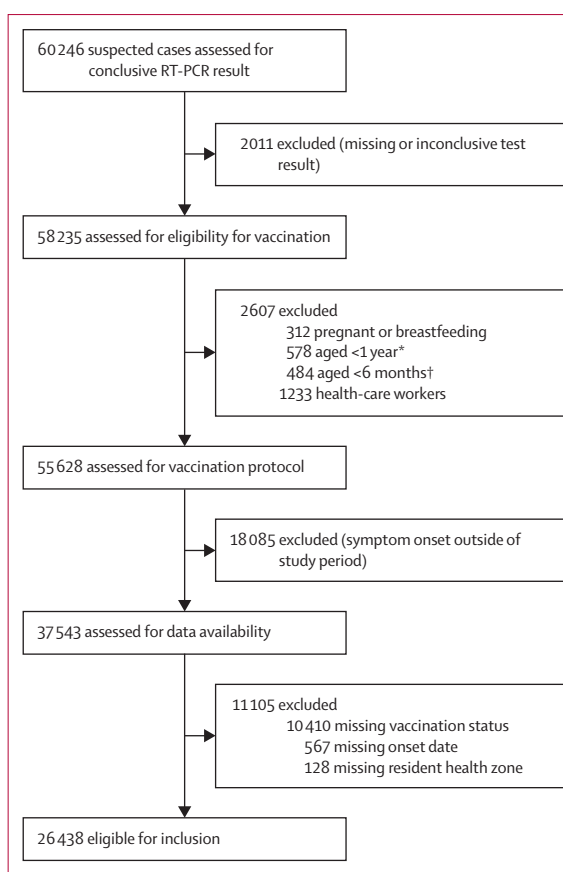 60 246 suspected cases assessed for
conclusive RT-PCR result
2011 excluded (missing or inconclusive test
result)
58 235 assessed for eligibility for vaccination
2607 excluded
312 pregnant or breastfeeding
578 aged <1 year*
484 aged <6 months†
1233 health-care workers
55 628 assessed for vaccination protocol
18 085 excluded (symptom onset outside of
study period)
37 543 assessed for data availability
11 105 excluded
10 410 missing vaccination status
567 missing onset date
128 missing resident health zone
26 438 eligible for inclusion